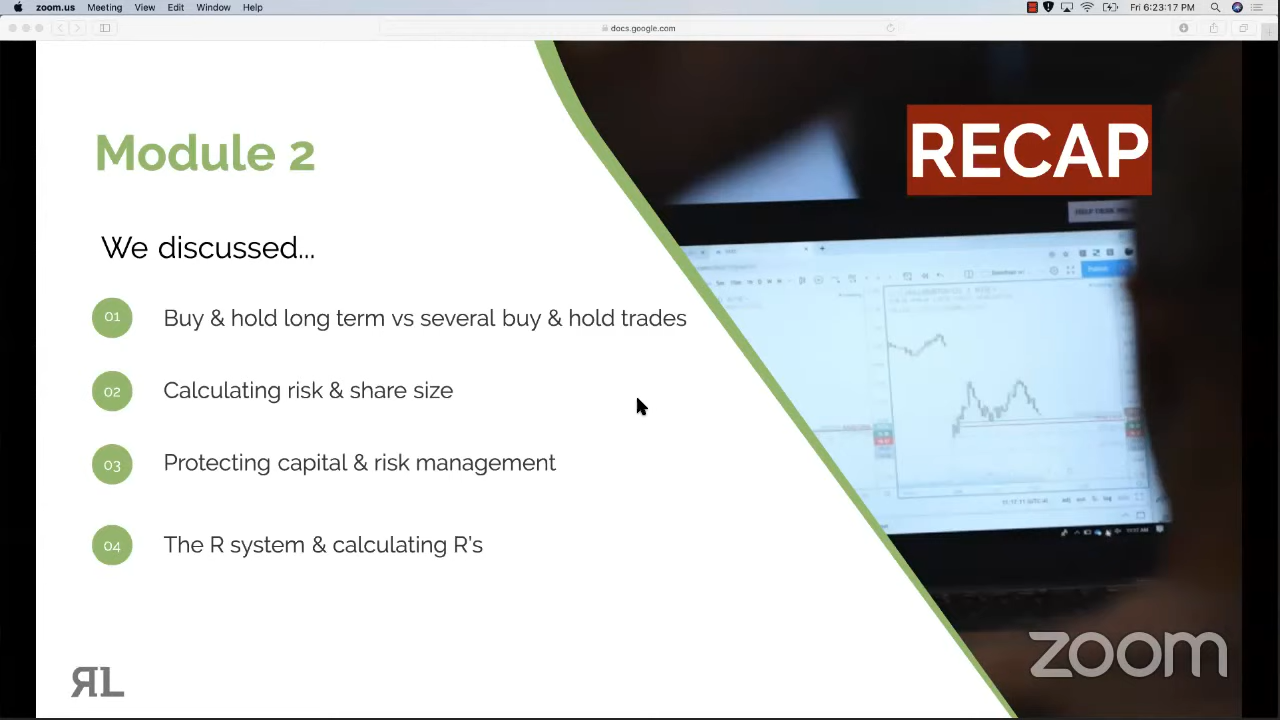 zoom.us Meeting View Edit Window Help
Fri 6:23:17 PM
docs.google.com
RECAP
Module 2
We discussed...
01 Buy & hold long term vs several buy & hold trades
02 Calculating risk & share size
03 Protecting capital & risk management
04 The R system & calculating R's
zoom